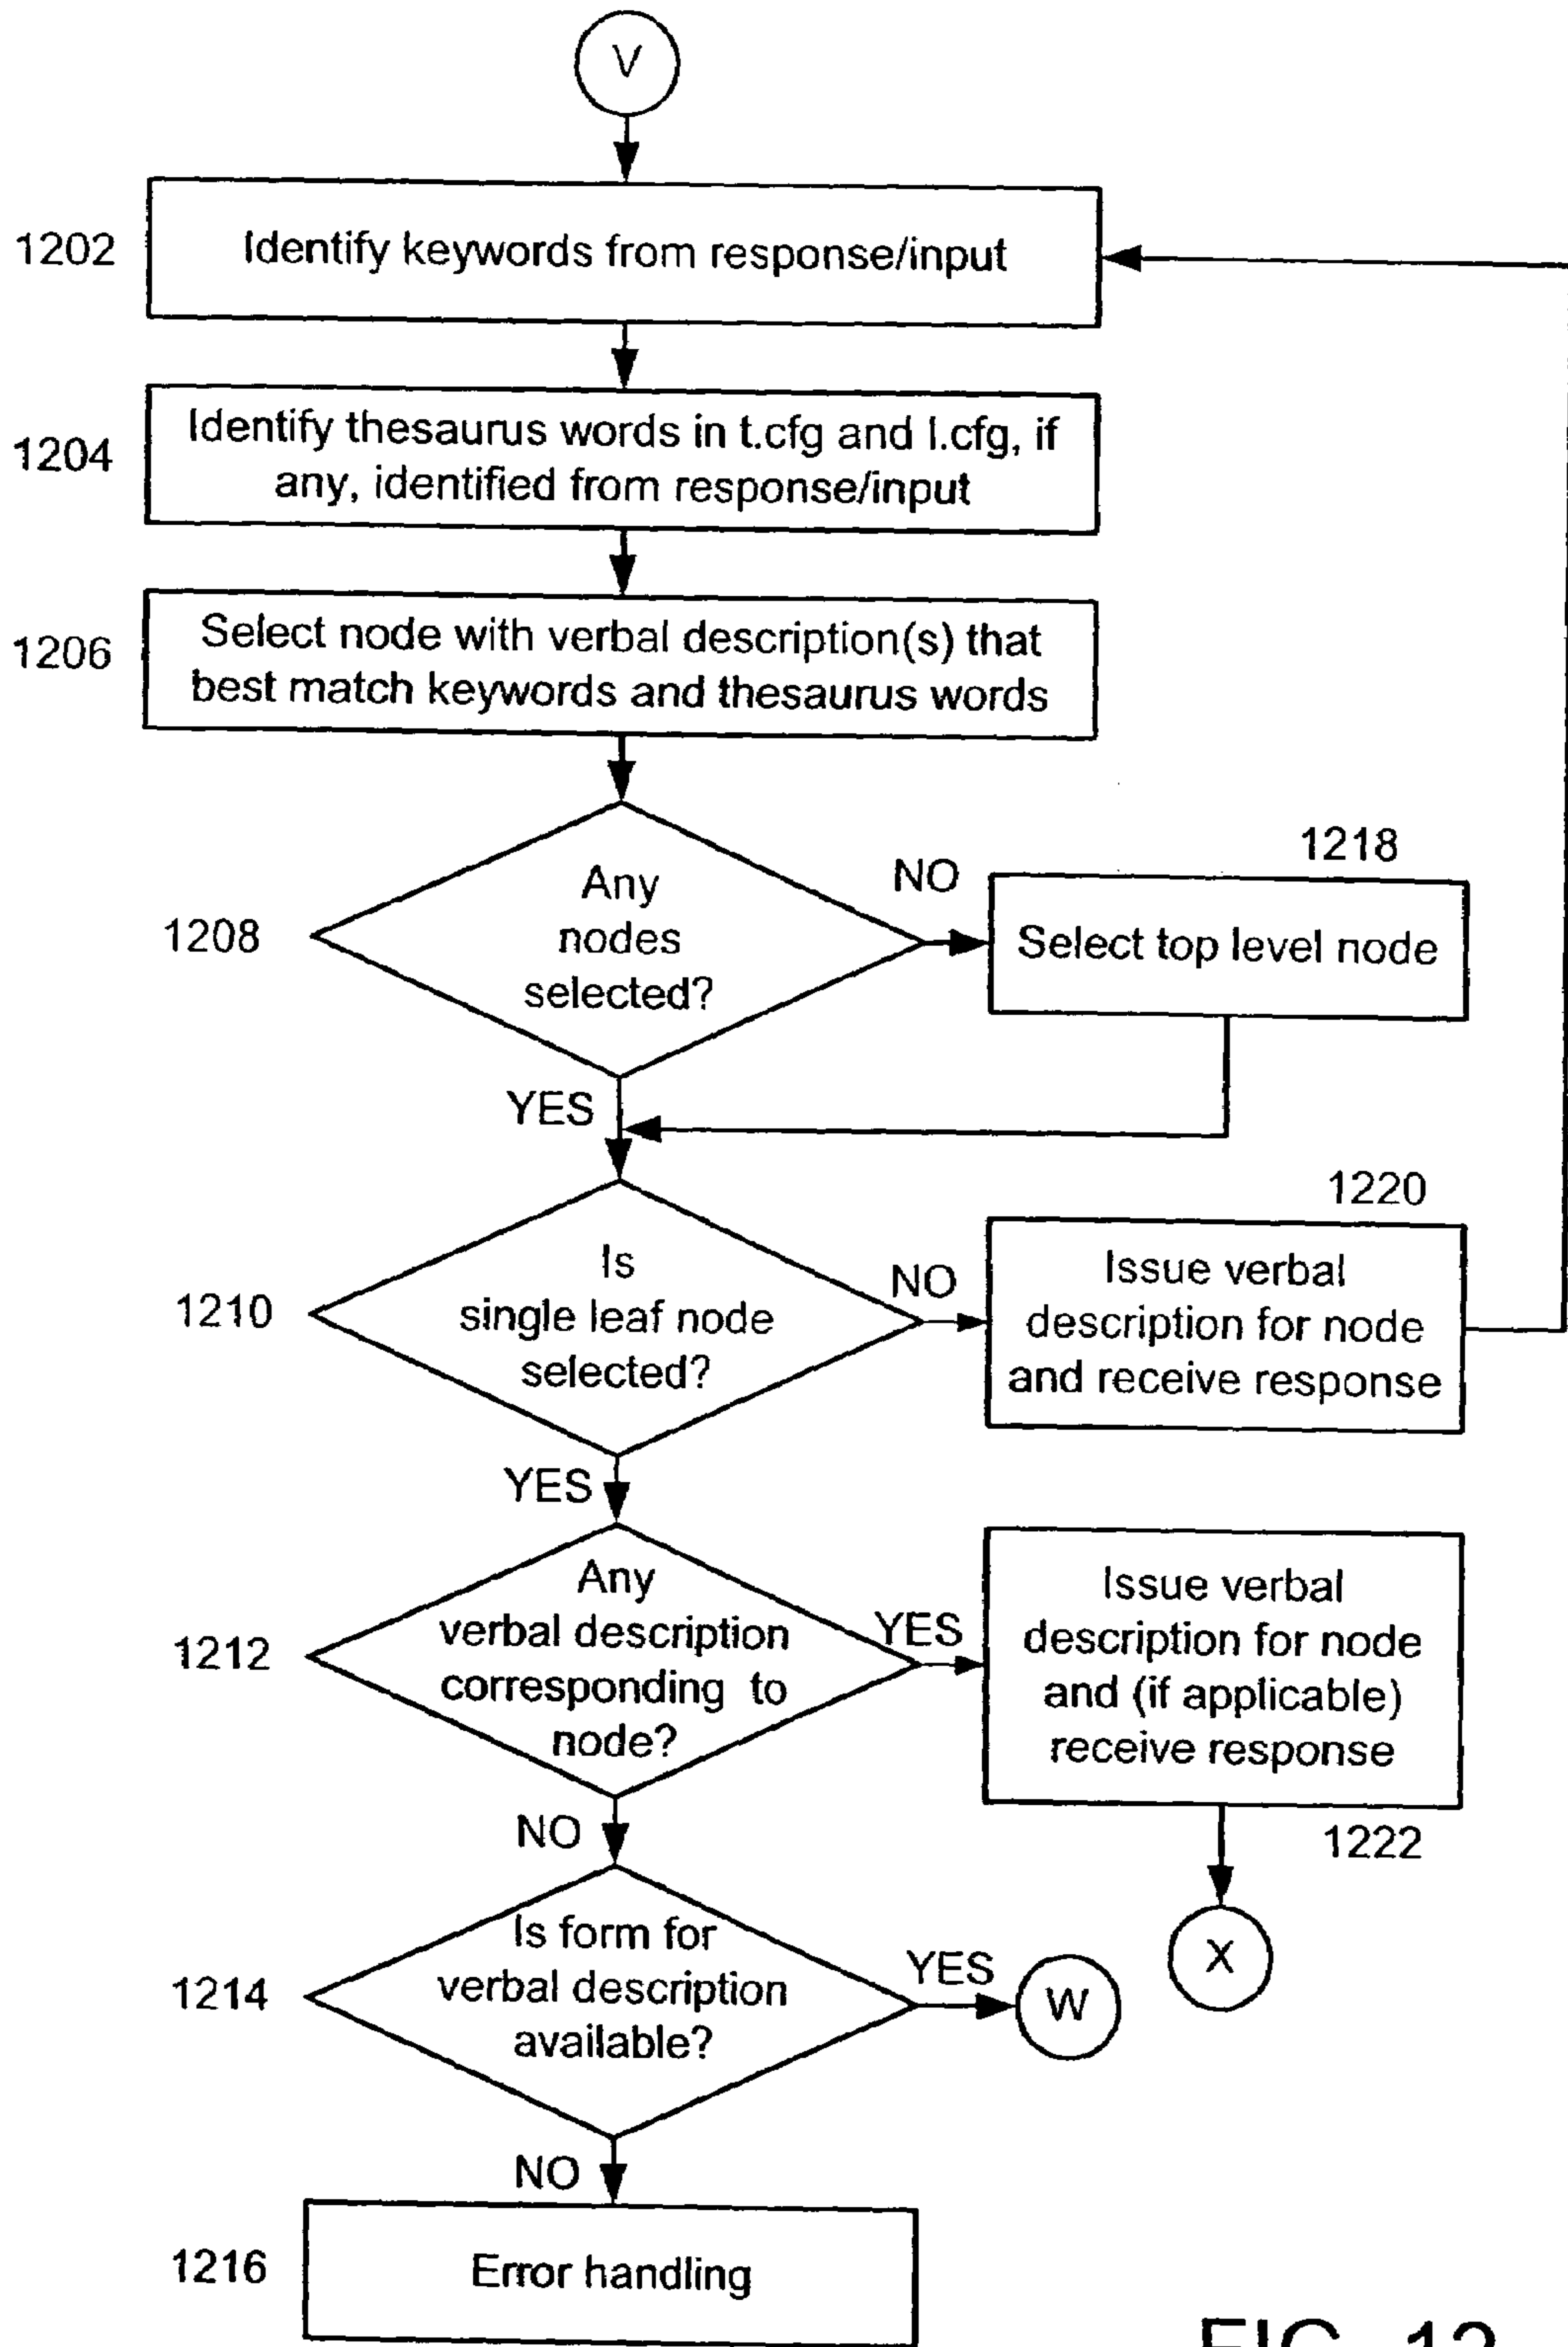 V
1202
Identify keywords from response/input
1204
Identify thesaurus words in t.cfg and l.cfg, if
any, identified from response/input
1206
Select node with verbal description(s) that
best match keywords and thesaurus words
1208
Any
nodes
selected?
NO
1218
Select top level node
YES
1210
Is
single leaf node
selected?
NO
1220
Issue verbal
description for node
and receive response
YES
1212
Any
verbal description
corresponding to
node?
YES
Issue verbal
description for node
and (if applicable)
receive response
1222
X
NO
1214
Is form for
verbal description
available?
YES
W
NO
1216
Error handling
FIG. 12